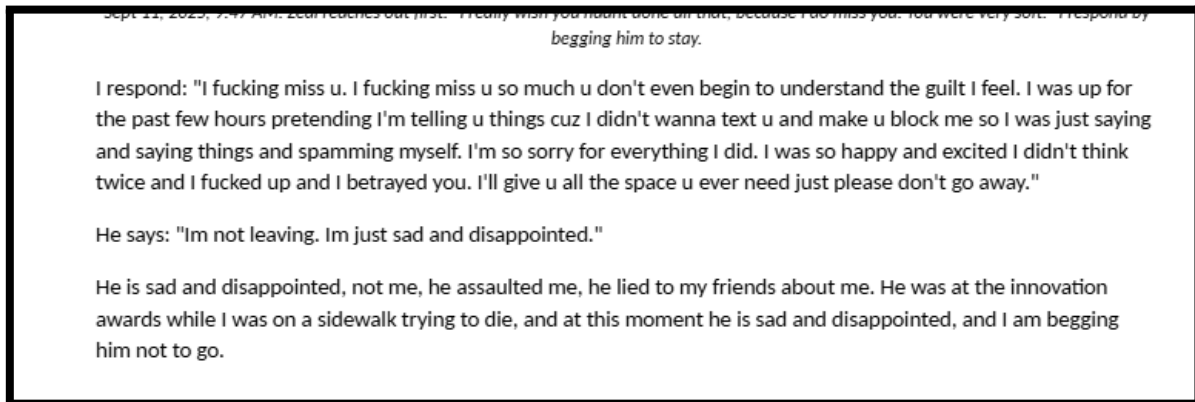 begging him to stay.
I respond: "I fucking miss u. I fucking miss u so much u don't even begin to understand the guilt I feel. I was up for
the past few hours pretending I'm telling u things cuz I didn't wanna text u and make u block me so I was just saying
and saying things and spamming myself. I'm so sorry for everything I did. I was so happy and excited I didn't think
twice and I fucked up and I betrayed you. I'll give u all the space u ever need just please don't go away."
He says: "Im not leaving. Im just sad and disappointed."
He is sad and disappointed, not me, he assaulted me, he lied to my friends about me. He was at the innovation
awards while I was on a sidewalk trying to die, and at this moment he is sad and disappointed, and I am begging
him not to go.